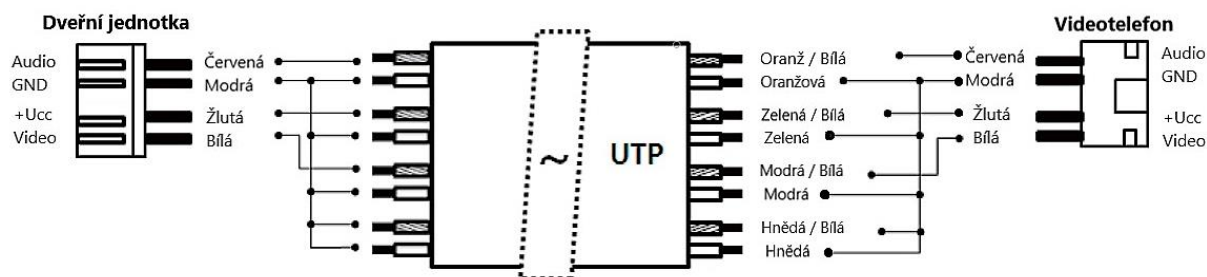 Dveřní jednotka
Audio
GND
+Ucc
Video
Červená
Modrá
Žlutá
Bílá
~
UTP
Oranž / Bílá
Oranžová
Zelená / Bílá
Zelená
Modrá / Bílá
Modrá
Hnědá / Bílá
Hnědá
Videotelefon
Červená
Modrá
Žlutá
Bílá
Audio
GND
+Ucc
Video